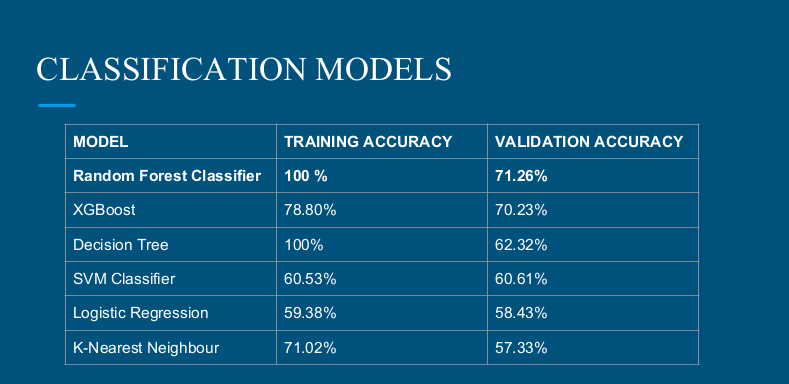 CLASSIFICATION MODELS
MODEL TRAINING ACCURACY VALIDATION ACCURACY
Random Forest Classifier 100 % 71.26%
XGBoost 78.80% 70.23%
Decision Tree 100% 62.32%
SVM Classifier 60.53% 60.61%
Logistic Regression 59.38% 58.43%
K-Nearest Neighbour 71.02% 57.33%